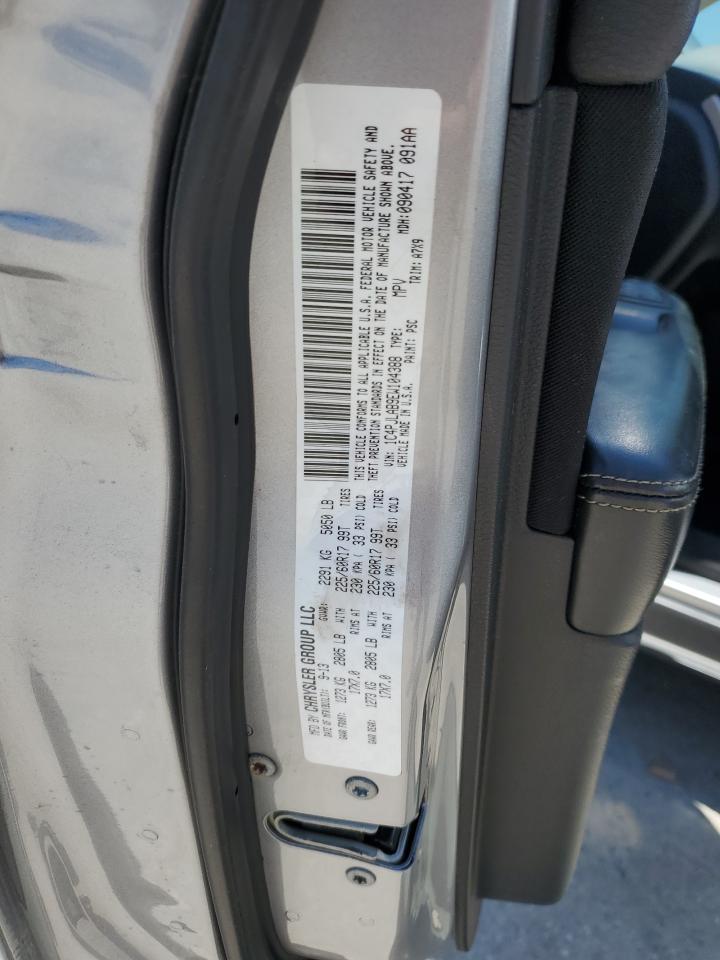 MFD BY CHRYSLER GROUP LLC
DATE OF MFR: 9-13 GVWR: 2291 KG 5050 LB
GAWR FRONT: 1273 KG 2805 LB WITH 225/60R17 99T TIRES
17X7.0 RIMS AT 230 KPA ( 33 PSI) COLD
GAWR REAR: 1273 KG 2805 LB WITH 225/60R17 99T TIRES
17X7.0 RIMS AT 230 KPA ( 33 PSI) COLD
THIS VEHICLE CONFORMS TO ALL APPLICABLE U.S.A. FEDERAL MOTOR VEHICLE SAFETY AND
THEFT PREVENTION STANDARDS IN EFFECT ON THE DATE OF MANUFACTURE SHOWN ABOVE.
VIN: 1C4PJLAB9EW104388 TYPE: MPV MDH:090417 091AA
VEHICLE MADE IN U.S.A. PAINT: PSC TRIM: A7X9